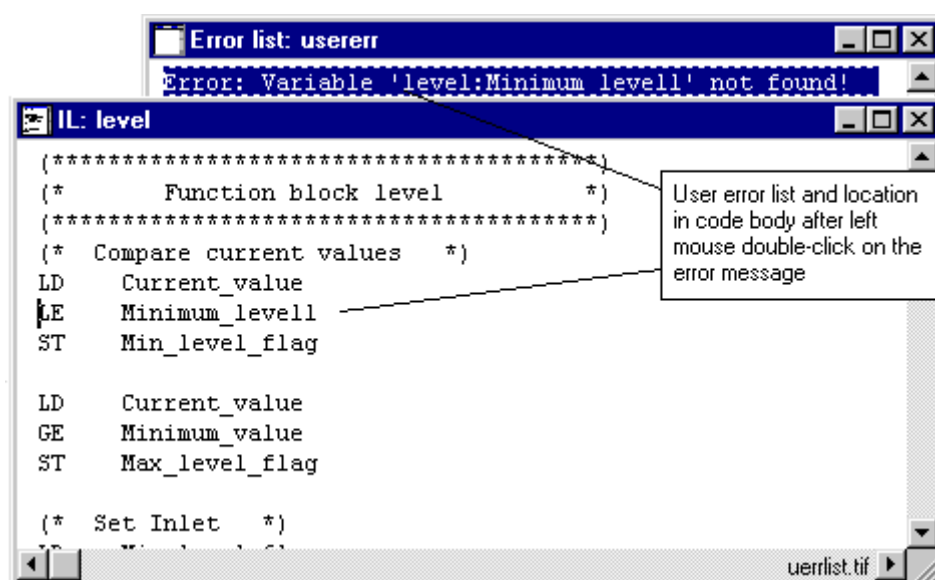 Error list: usererr
Error: Variable 'level:Minimum_levell' not found!
IL: level
(***************************************)
(*       Function block level          *)
(***************************************)
(*  Compare current values   *)
LD    Current_value
LE    Minimum_levell
ST    Min_level_flag
LD    Current_value
GE    Minimum_value
ST    Max_level_flag
(*  Set Inlet   *)
User error list and location
in code body after left
mouse double-click on the
error message
uerrlist.tif